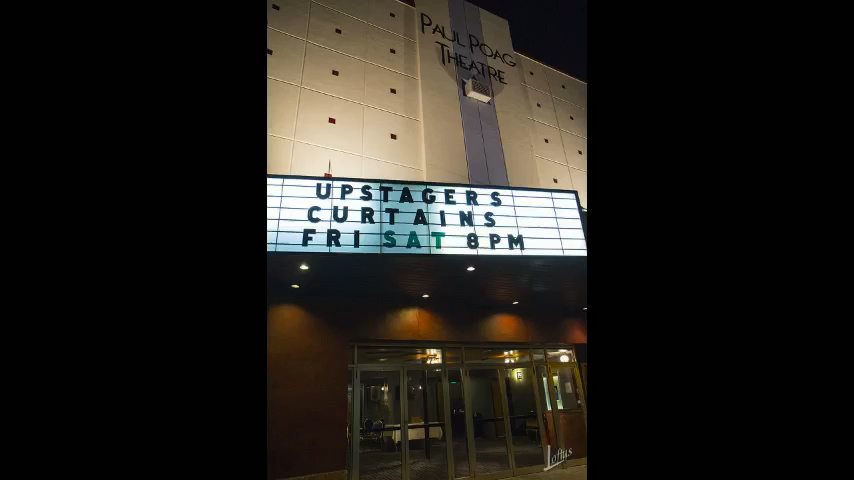 PAUL POAG
THEATRE
UPSTAGERS
CURTAINS
FRI SAT 8PM
Loftus